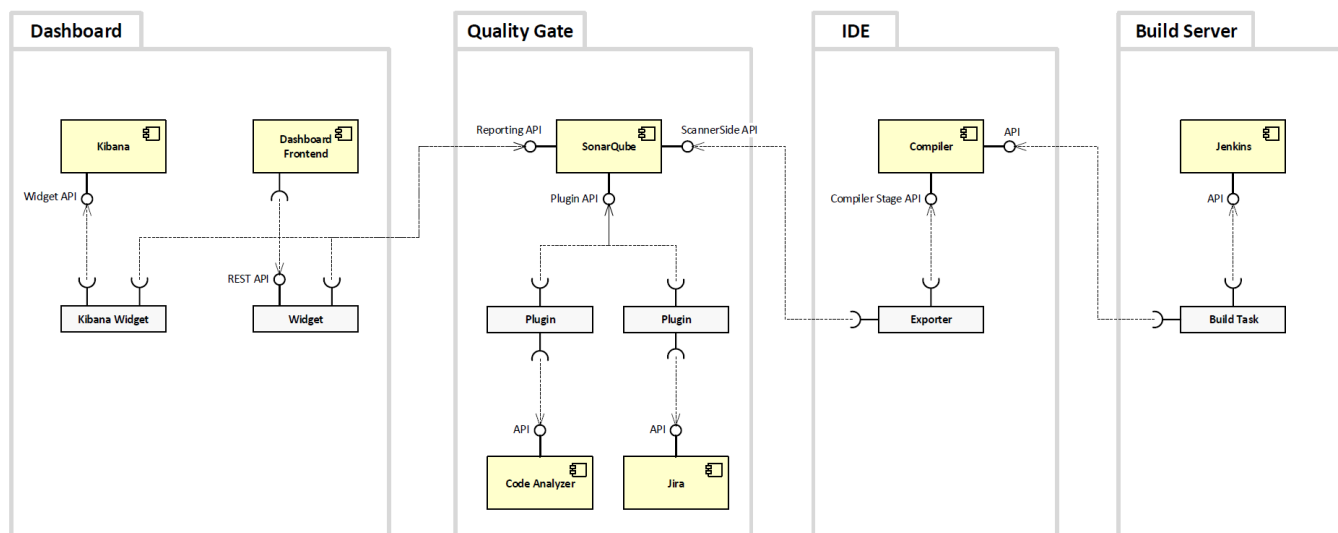 Dashboard
Quality Gate
IDE
Build Server
Kibana
Dashboard
Frontend
Reporting API
SonarQube
ScannerSide API
Compiler
API
Jenkins
Widget API
Plugin API
Compiler Stage API
API
REST API
Kibana Widget
Widget
Plugin
Plugin
Exporter
Build Task
API
API
Code Analyzer
Jira